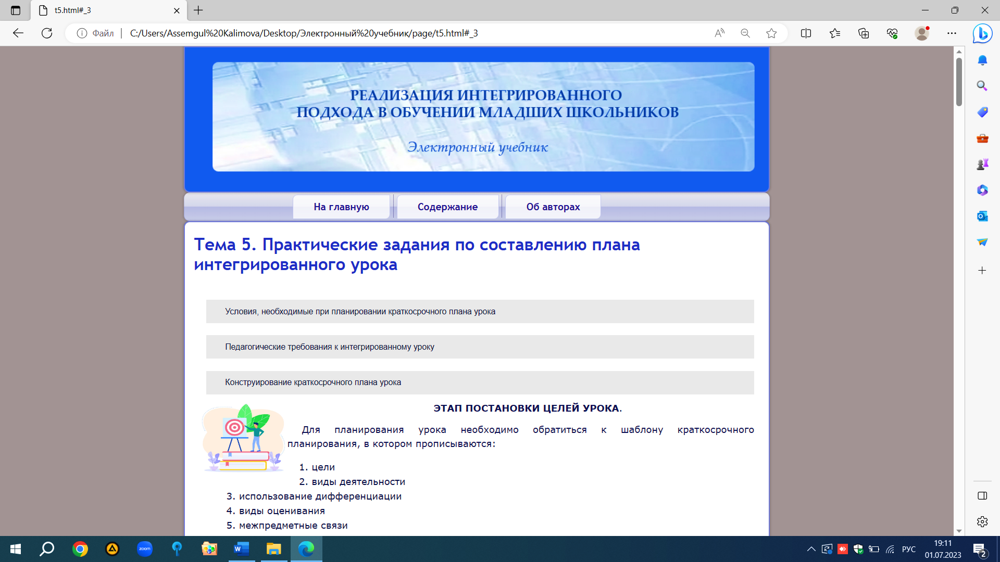 t5.html#_3
Файл
C:/Users/Assemgul%20Kalimova/Desktop/Электронный%20учебник/page/t5.html#_3
РЕАЛИЗАЦИЯ ИНТЕГРИРОВАННОГО
ПОДХОДА В ОБУЧЕНИИ МЛАДШИХ ШКОЛЬНИКОВ
Электронный учебник
На главную
Содержание
Об авторах
Тема 5. Практические задания по составлению плана
интегрированного урока
Условия, необходимые при планировании краткосрочного плана урока
Педагогические требования к интегрированному уроку
Конструирование краткосрочного плана урока
ЭТАП ПОСТАНОВКИ ЦЕЛЕЙ УРОКА.
Для планирования урока необходимо обратиться к шаблону краткосрочного
планирования, в котором прописываются:
1. цели
2. виды деятельности
3. использование дифференциации
4. виды оценивания
5. межпредметные связи
zoom
W
РУС
19:11
01.07.2023
2